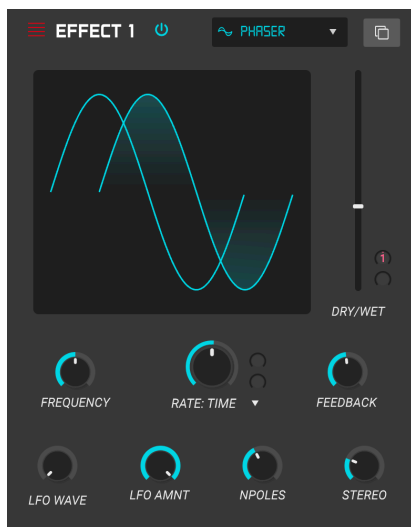 EFFECT 1
PHASER
1
DRY/WET
FREQUENCY
RATE: TIME
FEEDBACK
LFO WAVE
LFO AMNT
NPOLES
STEREO